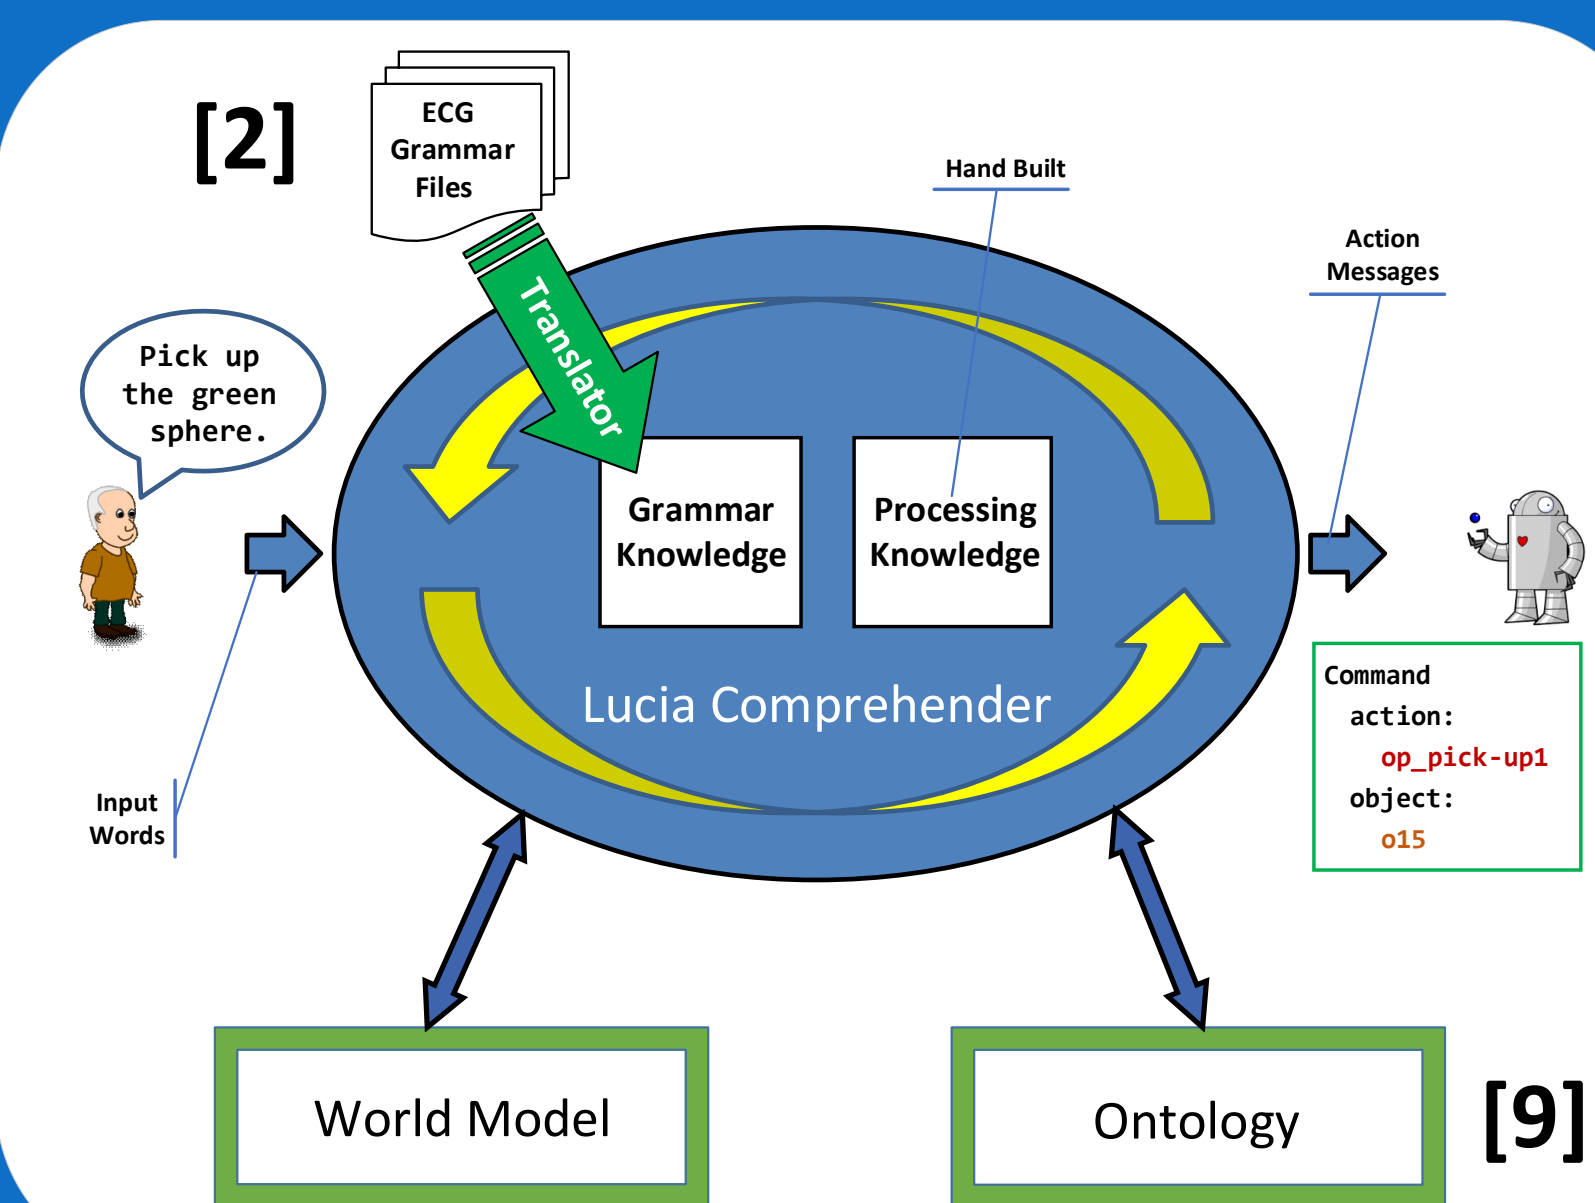 [2]
ECG
Grammar
Files
Hand Built
Action
Messages
Translator
Pick up
the green
sphere.
Grammar
Knowledge
Processing
Knowledge
Lucia Comprehender
Command
action:
op_pick-up1
object:
o15
Input
Words
World Model
Ontology
[9]